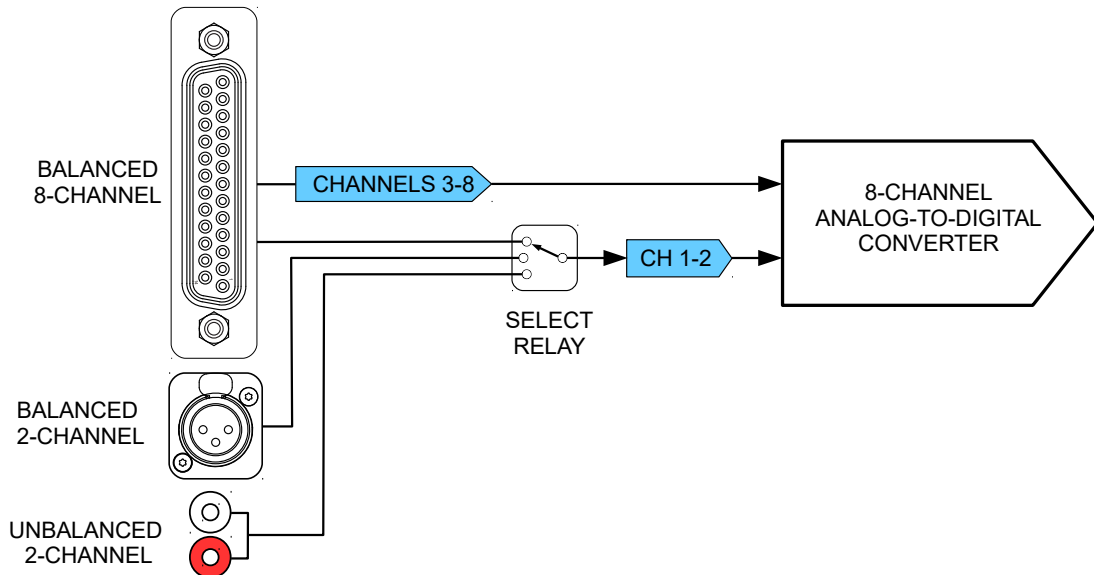 BALANCED
8-CHANNEL
CHANNELS 3-8
8-CHANNEL
ANALOG-TO-DIGITAL
CONVERTER
CH 1-2
SELECT
RELAY
BALANCED
2-CHANNEL
UNBALANCED
2-CHANNEL